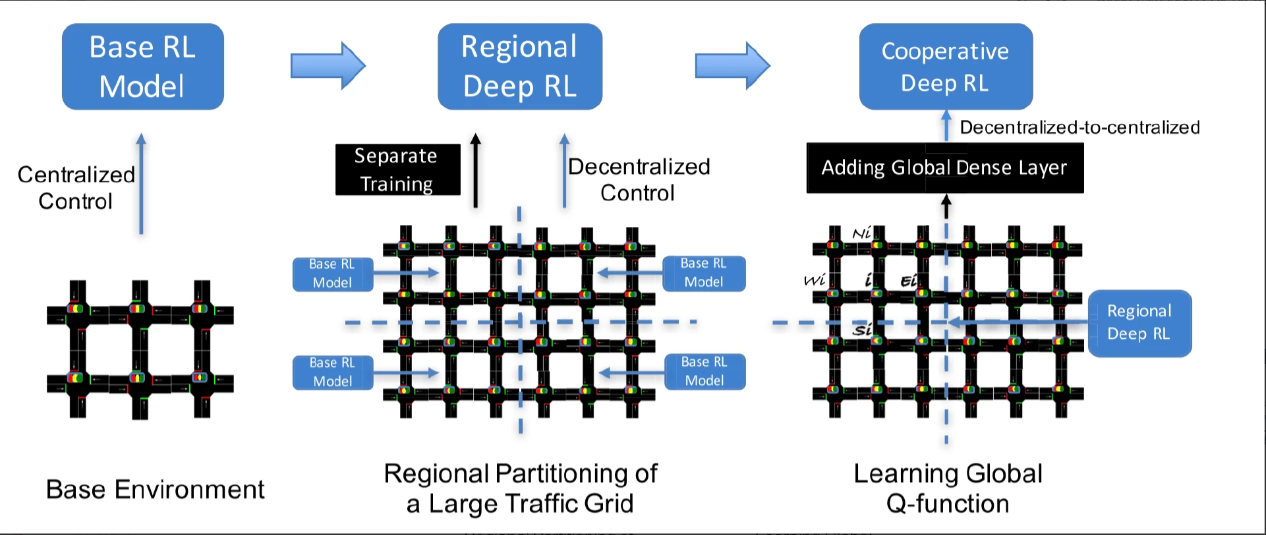 Base RL
Model
Regional
Deep RL
Cooperative
Deep RL
Centralized
Control
Separate
Training
Decentralized
Control
Decentralized-to-centralized
Adding Global Dense Layer
Base RL
Model
Base RL
Model
Base RL
Model
Base RL
Model
Ni
Wi
i
Ei
Si
Regional
Deep RL
Base Environment
Regional Partitioning of
a Large Traffic Grid
Learning Global
Q-function